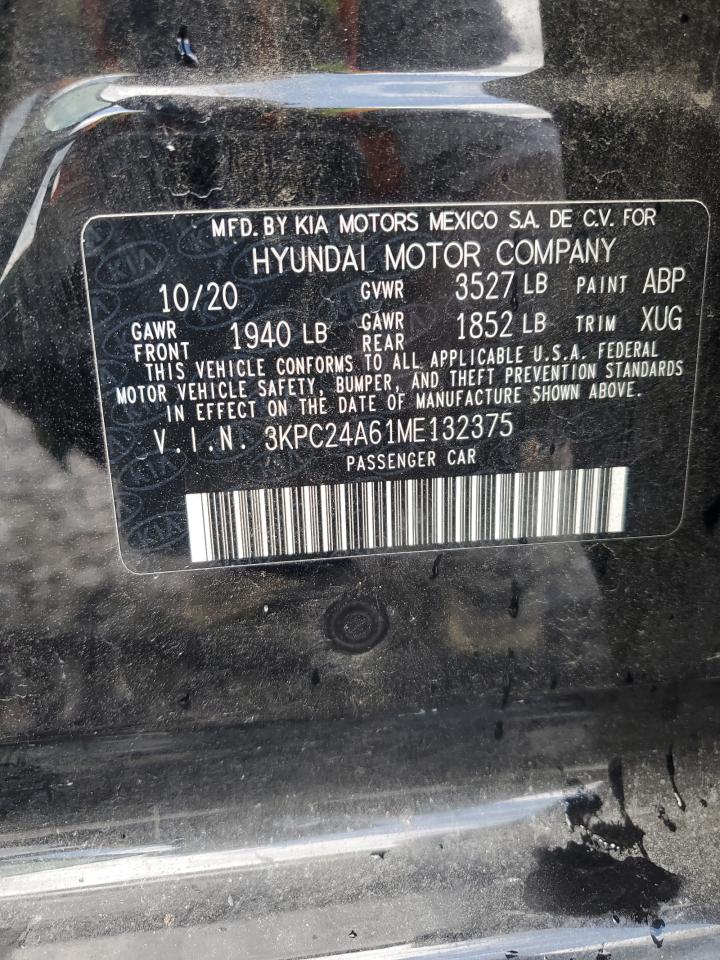 MFD. BY KIA MOTORS MEXICO S.A. DE C.V. FOR
HYUNDAI MOTOR COMPANY
10/20 GVWR 3527 LB PAINT ABP
GAWR FRONT 1940 LB GAWR REAR 1852 LB TRIM XUG
THIS VEHICLE CONFORMS TO ALL APPLICABLE U.S.A. FEDERAL
MOTOR VEHICLE SAFETY, BUMPER, AND THEFT PREVENTION STANDARDS
IN EFFECT ON THE DATE OF MANUFACTURE SHOWN ABOVE.
V.I.N. 3KPC24A61ME132375
PASSENGER CAR